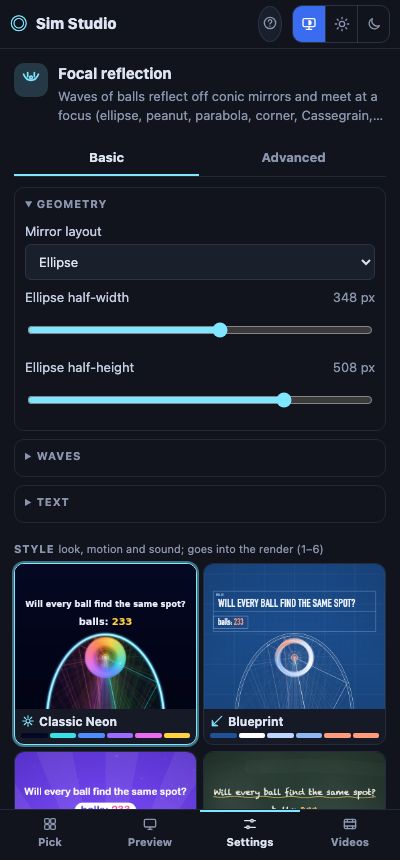 Sim Studio
Focal reflection
Waves of balls reflect off conic mirrors and meet at a
focus (ellipse, peanut, parabola, corner, Cassegrain,...
Basic
Advanced
▼ GEOMETRY
Mirror layout
Ellipse
Ellipse half-width 348 px
Ellipse half-height 508 px
▶ WAVES
▶ TEXT
STYLE look, motion and sound; goes into the render (1–6)
Will every ball find the same spot?
balls: 233
Classic Neon
WILL EVERY BALL FIND THE SAME SPOT?
balls: 233
Blueprint
Will every ball find the same spot?
Will every ball find the same spot?
Pick
Preview
Settings
Videos